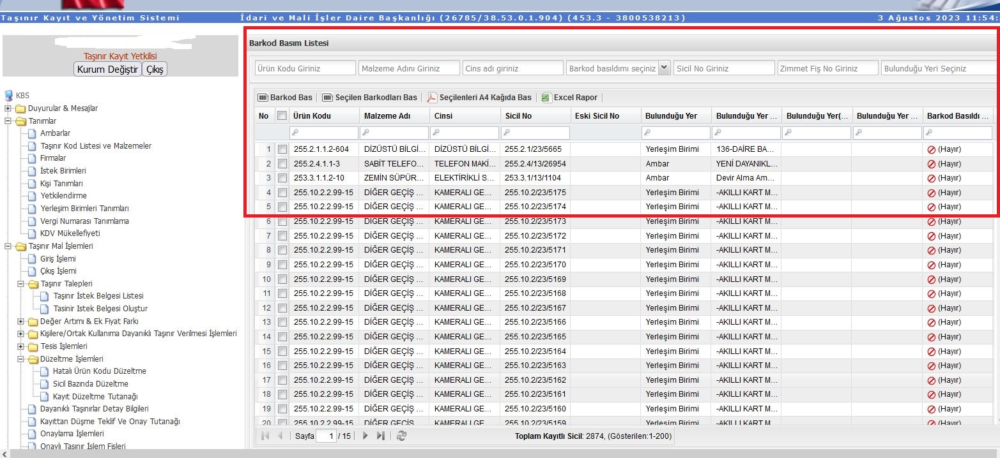 Taşınır Kayıt ve Yönetim Sistemi İdari ve Mali İşler Daire Başkanlığı (26785/38.53.0.1.904) (453.3 - 3800538213) 3 Ağustos 2023 11:54:
Taşınır Kayıt Yetkilisi
Kurum Değiştir Çıkış
KBS
Duyurular & Mesajlar
Tanımlar
Ambarlar
Taşınır Kod Listesi ve Malzemeler
Firmalar
İstek Birimleri
Kişi Tanımları
Yetkilendirme
Yerleşim Birimleri Tanımları
Vergi Numarası Tanımlama
KDV Mükellefiyeti
Taşınır Mal İşlemleri
Giriş İşlemi
Çıkış İşlemi
Taşınır Talepleri
Taşınır İstek Belgesi Listesi
Tasinir İstek Belgesi Oluştur
Değer Artımı & Ek Fiyat Farkı
Kişilere/Ortak Kullanıma Dayanıklı Taşınır Verilmesi İşlemleri
Tesis İşlemleri
Düzeltme İşlemleri
Hatalı Ürün Kodu Düzeltme
Sicil Bazında Düzeltme
Kayıt Düzeltme Tutanağı
Dayanıklı Taşınırlar Detay Bilgileri
Kayıttan Düşme Teklif Ve Onay Tutanağı
Onaylama İşlemleri
Onaylı Taşınır İşlem Fişleri
Barkod Basım Listesi
Ürün Kodu Giriniz Malzeme Adını Giriniz Cins adı giriniz Barkod basıldımı seçiniz Sicil No Giriniz Zimmet Fiş No Giriniz Bulunduğu Yeri Seçiniz
Barkod Bas Seçilen Barkodları Bas Seçilenleri A4 Kağıda Bas Excel Rapor
No Ürün Kodu Malzeme Adı Cinsi Sicil No Eski Sicil No Bulunduğu Yer Bulunduğu Yer ... Bulunduğu Yer(... Bulunduğu Yer ... Barkod Basıldı ...
1 255.2.1.1.2-604 DİZÜSTÜ BİLGİ... DİZÜSTÜ BİLGİ... 255.2.1/23/5665 Yerleşim Birimi 136-DAİRE BA... (Hayır)
2 255.2.4.1.1-3 SABİT TELEFO... TELEFON MAKİ... 255.2.4/13/26954 Ambar YENİ DAYANIKL... (Hayır)
3 253.3.1.1.2-10 ZEMİN SÜPÜR... ELEKTİRİKLİ S... 253.3.1/13/1104 Ambar Devir Alma Am... (Hayır)
4 255.10.2.2.99-15 DİĞER GEÇİŞ ... KAMERALI GE... 255.10.2/23/5175 Yerleşim Birimi -AKILLI KART M... (Hayır)
5 255.10.2.2.99-15 DİĞER GEÇİŞ ... KAMERALI GE... 255.10.2/23/5174 Yerleşim Birimi -AKILLI KART M... (Hayır)
6 255.10.2.2.99-15 DİĞER GEÇİŞ ... KAMERALI GE... 255.10.2/23/5173 Yerleşim Birimi -AKILLI KART M... (Hayır)
7 255.10.2.2.99-15 DİĞER GEÇİŞ ... KAMERALI GE... 255.10.2/23/5172 Yerleşim Birimi -AKILLI KART M... (Hayır)
8 255.10.2.2.99-15 DİĞER GEÇİŞ ... KAMERALI GE... 255.10.2/23/5171 Yerleşim Birimi -AKILLI KART M... (Hayır)
9 255.10.2.2.99-15 DİĞER GEÇİŞ ... KAMERALI GE... 255.10.2/23/5170 Yerleşim Birimi -AKILLI KART M... (Hayır)
10 255.10.2.2.99-15 DİĞER GEÇİŞ ... KAMERALI GE... 255.10.2/23/5169 Yerleşim Birimi -AKILLI KART M... (Hayır)
11 255.10.2.2.99-15 DİĞER GEÇİŞ ... KAMERALI GE... 255.10.2/23/5168 Yerleşim Birimi -AKILLI KART M... (Hayır)
12 255.10.2.2.99-15 DİĞER GEÇİŞ ... KAMERALI GE... 255.10.2/23/5167 Yerleşim Birimi -AKILLI KART M... (Hayır)
13 255.10.2.2.99-15 DİĞER GEÇİŞ ... KAMERALI GE... 255.10.2/23/5166 Yerleşim Birimi -AKILLI KART M... (Hayır)
14 255.10.2.2.99-15 DİĞER GEÇİŞ ... KAMERALI GE... 255.10.2/23/5165 Yerleşim Birimi -AKILLI KART M... (Hayır)
15 255.10.2.2.99-15 DİĞER GEÇİŞ ... KAMERALI GE... 255.10.2/23/5164 Yerleşim Birimi -AKILLI KART M... (Hayır)
16 255.10.2.2.99-15 DİĞER GEÇİŞ ... KAMERALI GE... 255.10.2/23/5163 Yerleşim Birimi -AKILLI KART M... (Hayır)
17 255.10.2.2.99-15 DİĞER GEÇİŞ ... KAMERALI GE... 255.10.2/23/5162 Yerleşim Birimi -AKILLI KART M... (Hayır)
18 255.10.2.2.99-15 DİĞER GEÇİŞ ... KAMERALI GE... 255.10.2/23/5161 Yerleşim Birimi -AKILLI KART M... (Hayır)
19 255.10.2.2.99-15 DİĞER GEÇİŞ ... KAMERALI GE... 255.10.2/23/5160 Yerleşim Birimi -AKILLI KART M... (Hayır)
20 255.10.2.2.99-15 DİĞER GEÇİŞ ... KAMERALI GE... 255.10.2/23/5159 Yerleşim Birimi -AKILLI KART M... (Hayır)
Sayfa 1 / 15 Toplam Kayıtlı Sicil: 2874, (Gösterilen:1-200)